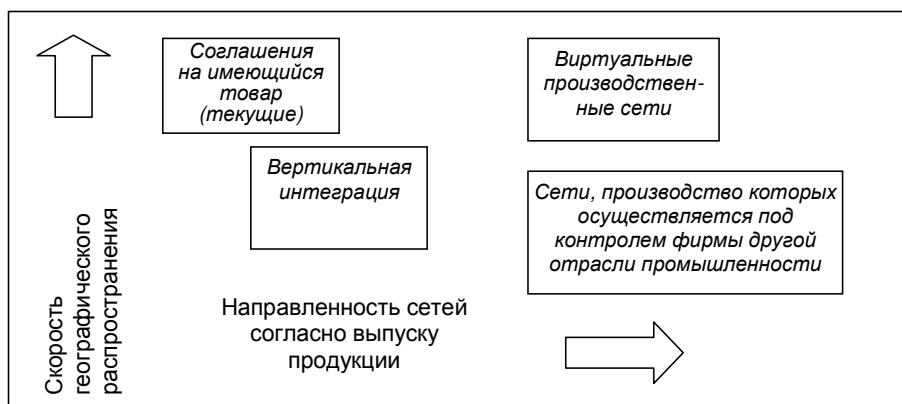 Соглашения
на имеющийся
товар
(текущие)
Виртуальные
производствен-
ные сети
Вертикальная
интеграция
Сети, производство которых
осуществляется под
контролем фирмы другой
отрасли промышленности
Скорость
географического
распространения
Направленность сетей
согласно выпуску
продукции